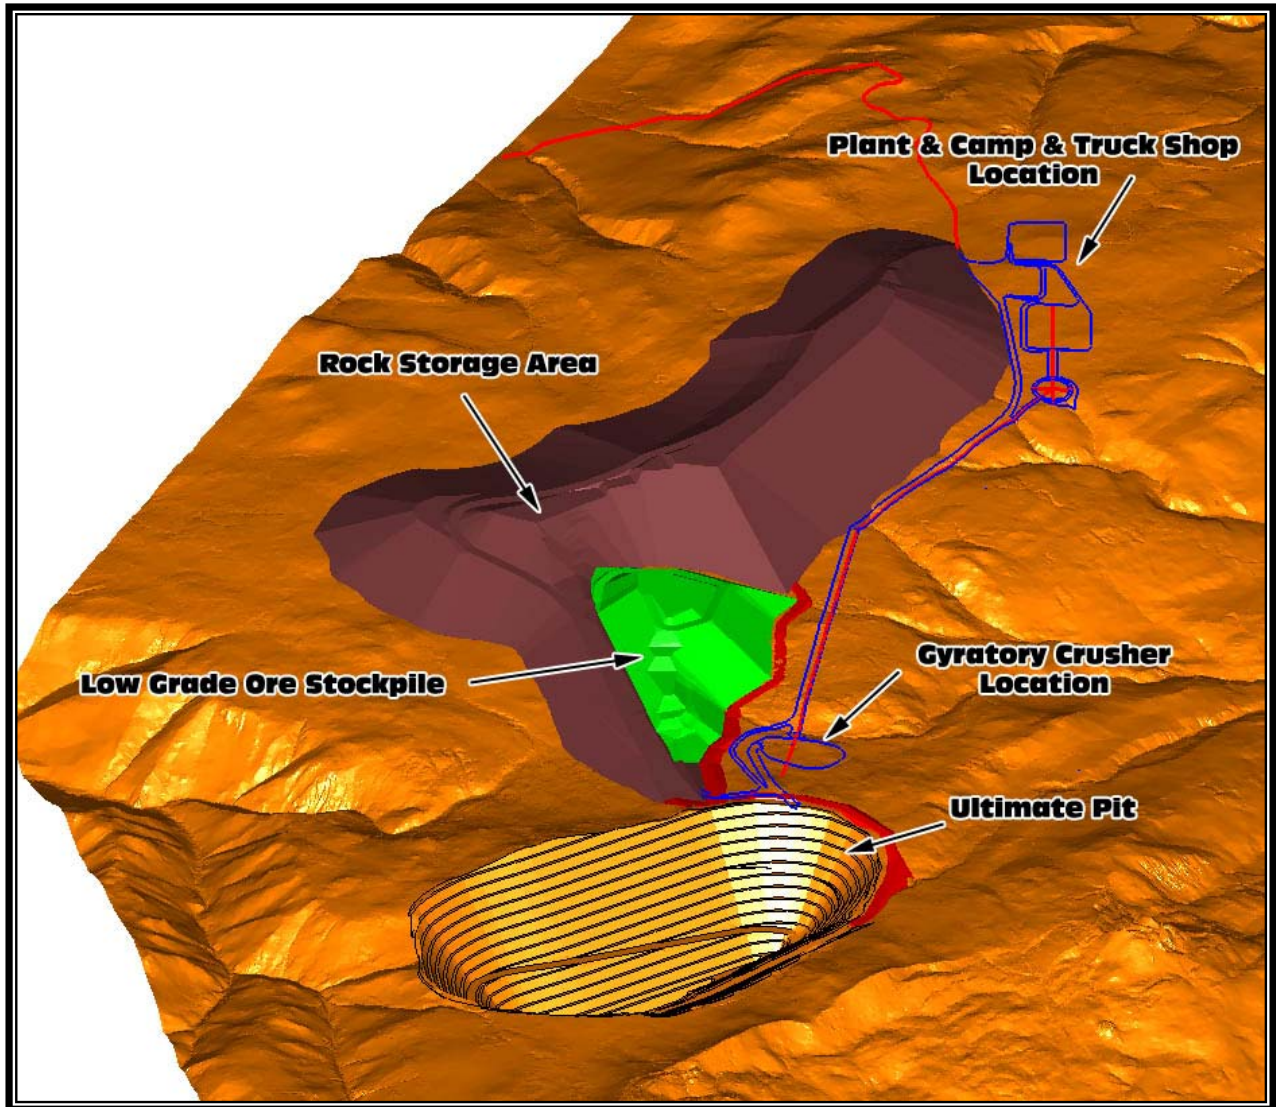 Plant & Camp & Truck Shop
Location
Rock Storage Area
Gyratory Crusher
Location
Low Grade Ore Stockpile
Ultimate Pit